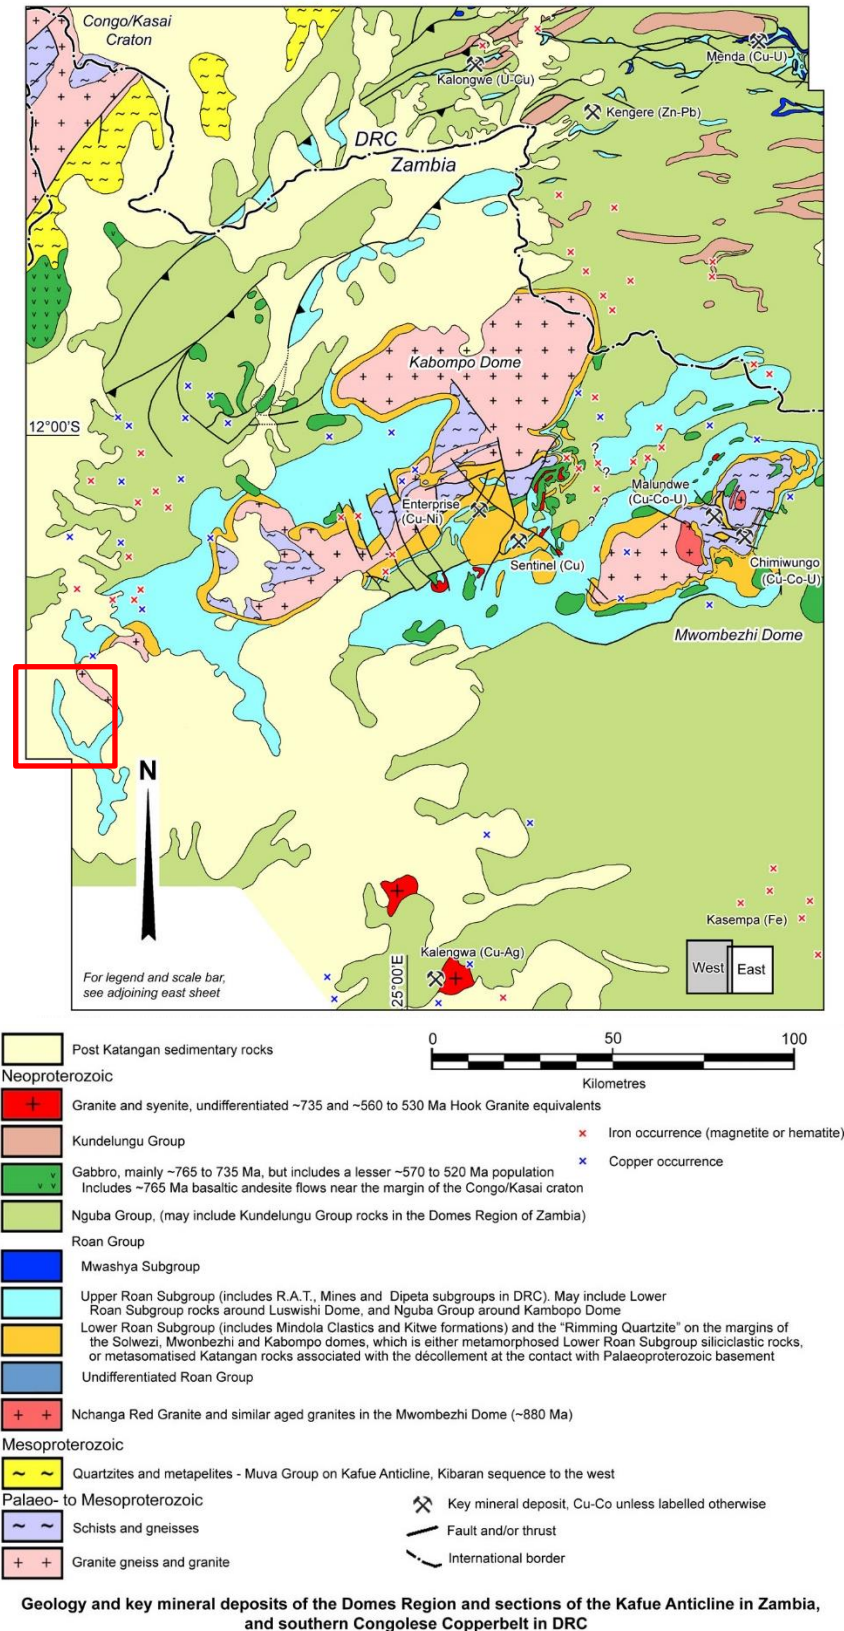 Congo/Kasai
Craton
Menda (Cu-U)
Kalongwe (U-Cu)
Kengere (Zn-Pb)
DRC
Zambia
Kabompo Dome
12°00'S
?
?
?
?
Malundwe
(Cu-Co-U)
Enterprise
(Cu-Ni)
Sentinel (Cu)
Chimiwungo
(Cu-Co-U)
Mwombezhi Dome
N
Kasempa (Fe)
Kalengwa (Cu-Ag)
West
East
25°00'E
For legend and scale bar,
see adjoining east sheet
Post Katangan sedimentary rocks
0 50 100
Kilometres
Neoproterozoic
Granite and syenite, undifferentiated ~735 and ~560 to 530 Ma Hook Granite equivalents
Kundelungu Group
Iron occurrence (magnetite or hematite)
Copper occurrence
Gabbro, mainly ~765 to 735 Ma, but includes a lesser ~570 to 520 Ma population
Includes ~765 Ma basaltic andesite flows near the margin of the Congo/Kasai craton
Nguba Group, (may include Kundelungu Group rocks in the Domes Region of Zambia)
Roan Group
Mwashya Subgroup
Upper Roan Subgroup (includes R.A.T., Mines and Dipeta subgroups in DRC). May include Lower
Roan Subgroup rocks around Luswishi Dome, and Nguba Group around Kambopo Dome
Lower Roan Subgroup (includes Mindola Clastics and Kitwe formations) and the “Rimming Quartzite” on the margins of
the Solwezi, Mwonbezhi and Kabompo domes, which is either metamorphosed Lower Roan Subgroup siliciclastic rocks,
or metasomatised Katangan rocks associated with the décollement at the contact with Palaeoproterozoic basement
Undifferentiated Roan Group
Nchanga Red Granite and similar aged granites in the Mwombezhi Dome (~880 Ma)
Mesoproterozoic
Quartzites and metapelites - Muva Group on Kafue Anticline, Kibaran sequence to the west
Palaeo- to Mesoproterozoic
Schists and gneisses
Granite gneiss and granite
Key mineral deposit, Cu-Co unless labelled otherwise
Fault and/or thrust
International border
Geology and key mineral deposits of the Domes Region and sections of the Kafue Anticline in Zambia,
and southern Congolese Copperbelt in DRC